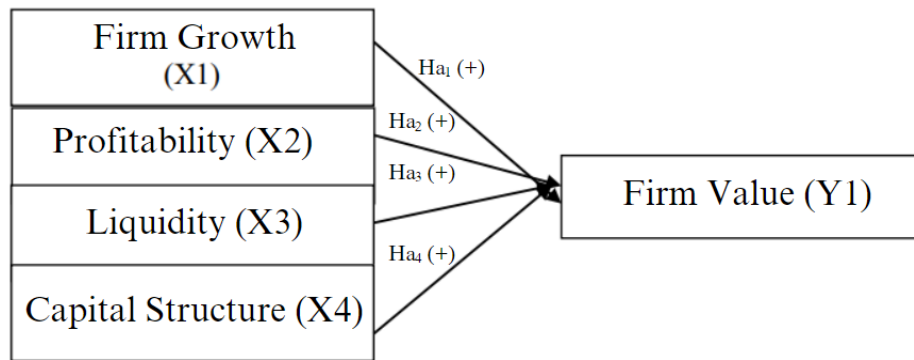 Firm Growth
(X1)
Ha₁ (+)
Profitability (X2)
Ha₂ (+)
Ha₃ (+)
Liquidity (X3)
Firm Value (Y1)
Ha₄ (+)
Capital Structure (X4)